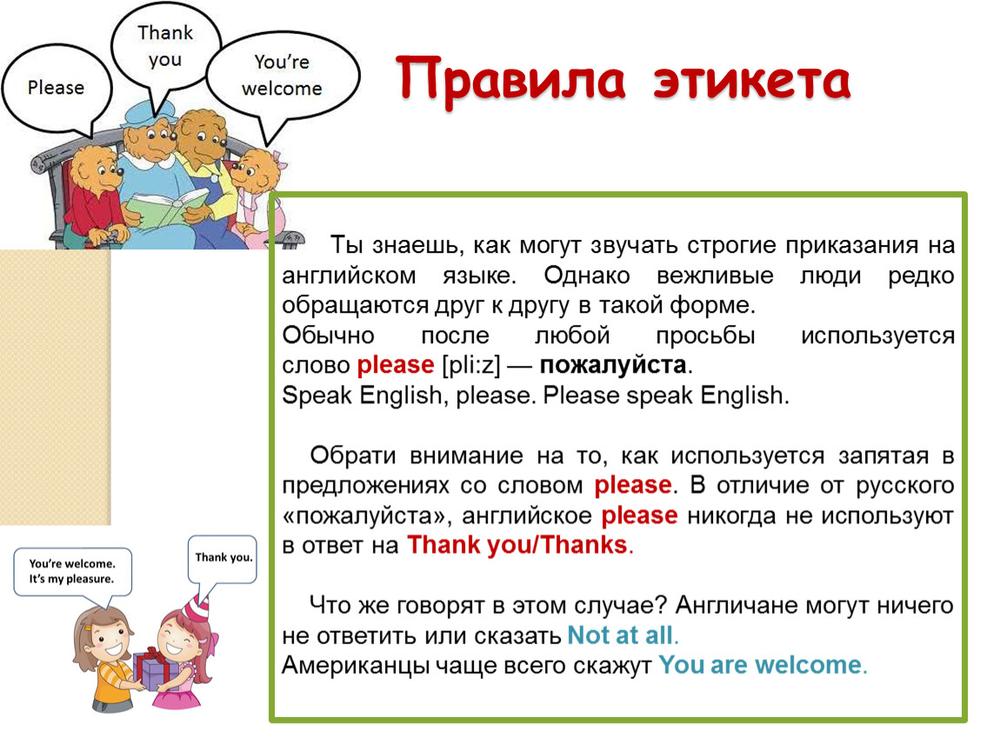 Please
Thank
you
You're
welcome
Правила этикета
Ты знаешь, как могут звучать строгие приказания на
английском языке. Однако вежливые люди редко
обращаются друг к другу в такой форме.
Обычно после любой просьбы используется
слово please [pli:z] — пожалуйста.
Speak English, please. Please speak English.
Обрати внимание на то, как используется запятая в
предложениях со словом please. В отличие от русского
«пожалуйста», английское please никогда не используют
в ответ на Thank you/Thanks.
Что же говорят в этом случае? Англичане могут ничего
не ответить или сказать Not at all.
Американцы чаще всего скажут You are welcome.
You're welcome.
It's my pleasure.
Thank you.